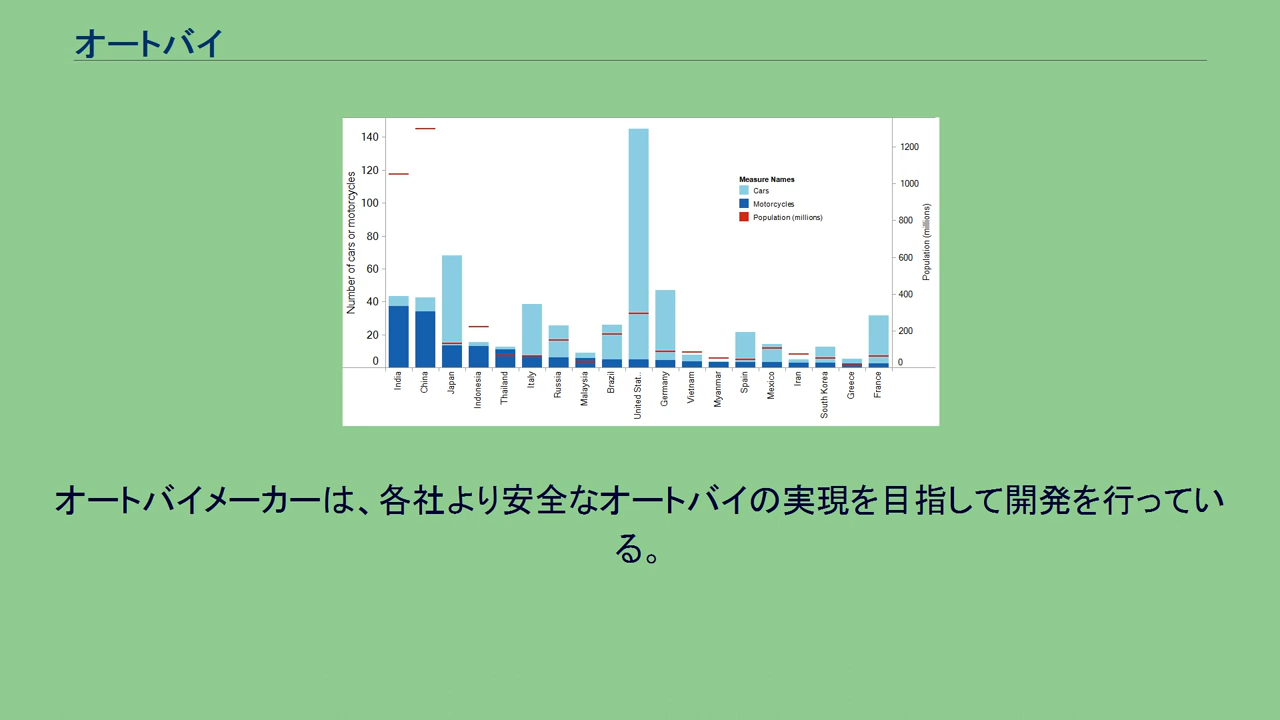 オートバイ
Number of cars or motorcycles
140
120
100
80
60
40
20
0
Measure Names
Cars
Motorcycles
Population (millions)
1200
1000
800
600
400
200
0
Population (millions)
India
China
Japan
Indonesia
Thailand
Italy
Russia
Malaysia
Brazil
United Stat..
Germany
Vietnam
Myanmar
Spain
Mexico
Iran
South Korea
Greece
France
オートバイメーカーは、各社より安全なオートバイの実現を目指して開発を行ってい
る。